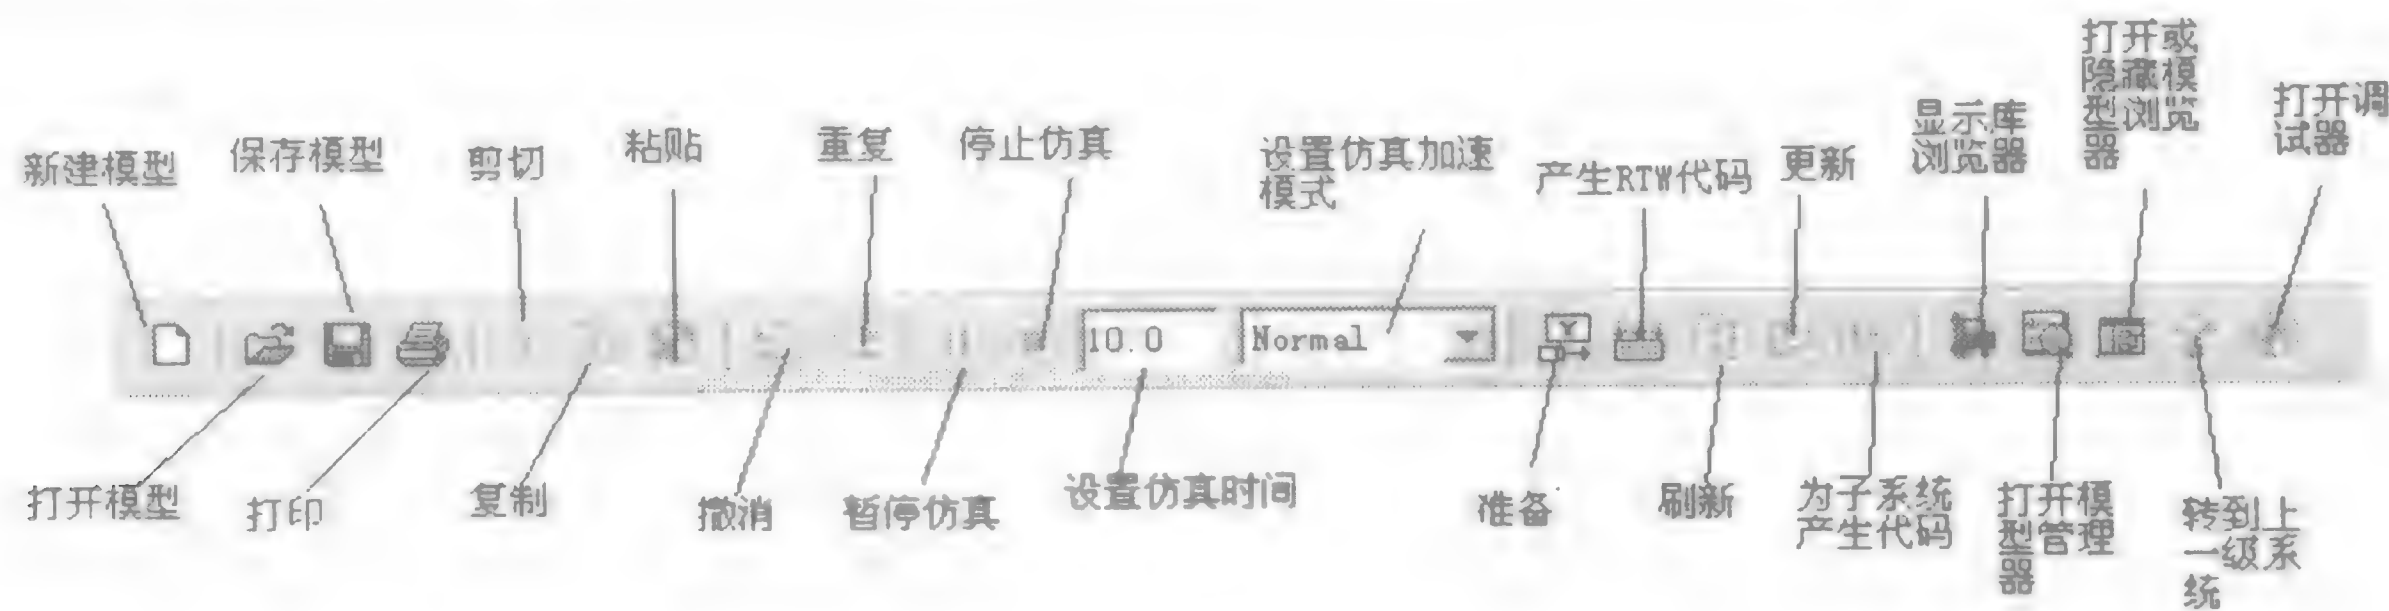 新建模型
保存模型
剪切
粘贴
重复
停止仿真
设置仿真加速
模式
产生RTW代码
更新
显示库
浏览器
打开或
隐藏模
型浏览
器
打开调
试器
10.0
Normal
打开模型
打印
复制
撤消
暂停仿真
设置仿真时间
准备
刷新
为子系统
产生代码
打开模
型管理
器
转到上
一级系
统